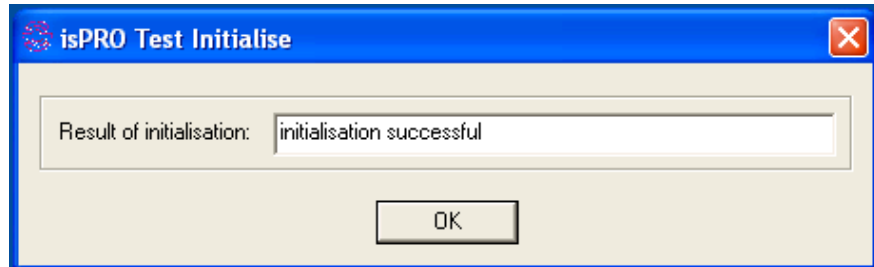 isPRO Test Initialise
Result of initialisation: initialisation successful
OK